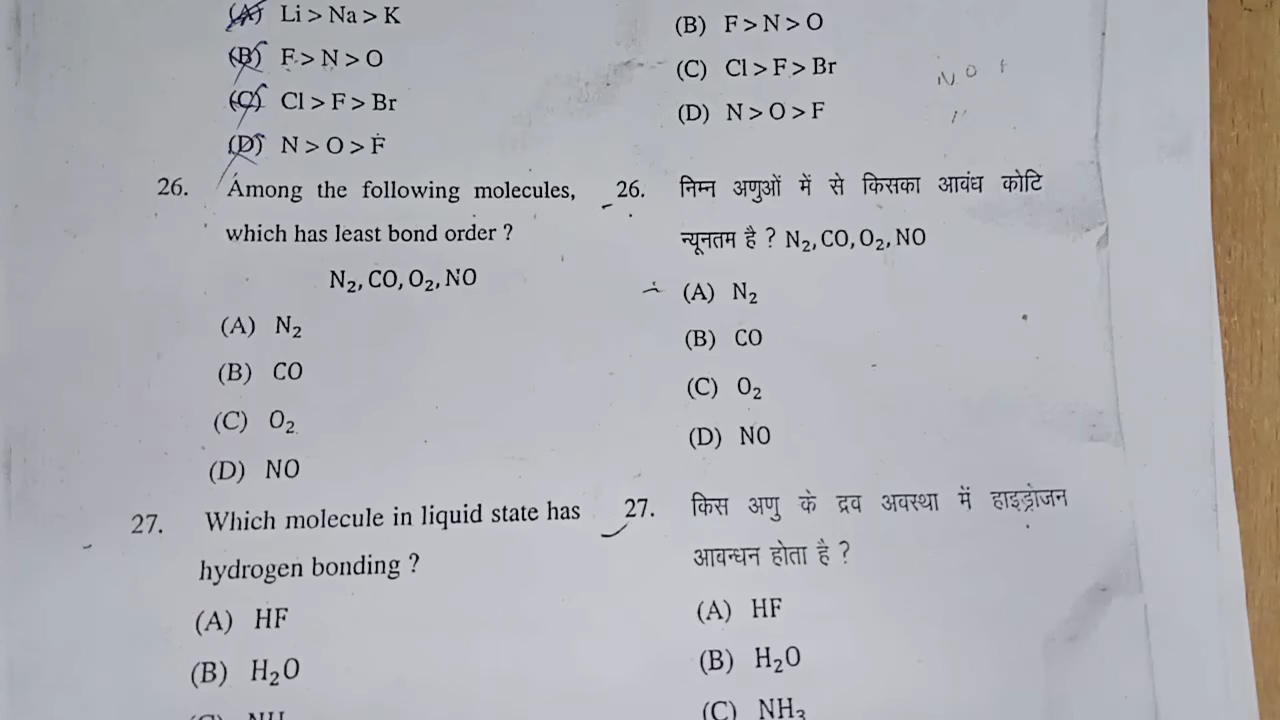 (A) Li > Na > K
(B) F > N > O
(C) Cl > F > Br
(D) N > O > F
26. Among the following molecules,
which has least bond order ?
N₂, CO, O₂, NO
(A) N₂
(B) CO
(C) O₂
(D) NO
27. Which molecule in liquid state has
hydrogen bonding ?
(A) HF
(B) H₂O
(B) F > N > O
(C) Cl > F > Br
(D) N > O > F
N O
26. निम्न अणुओं में से किसका आबंध कोटि
न्यूनतम है ? N₂, CO, O₂, NO
(A) N₂
(B) CO
(C) O₂
(D) NO
27. किस अणु के द्रव अवस्था में हाइड्रोजन
आवन्धन होता है ?
(A) HF
(B) H₂O
(C) NH₃